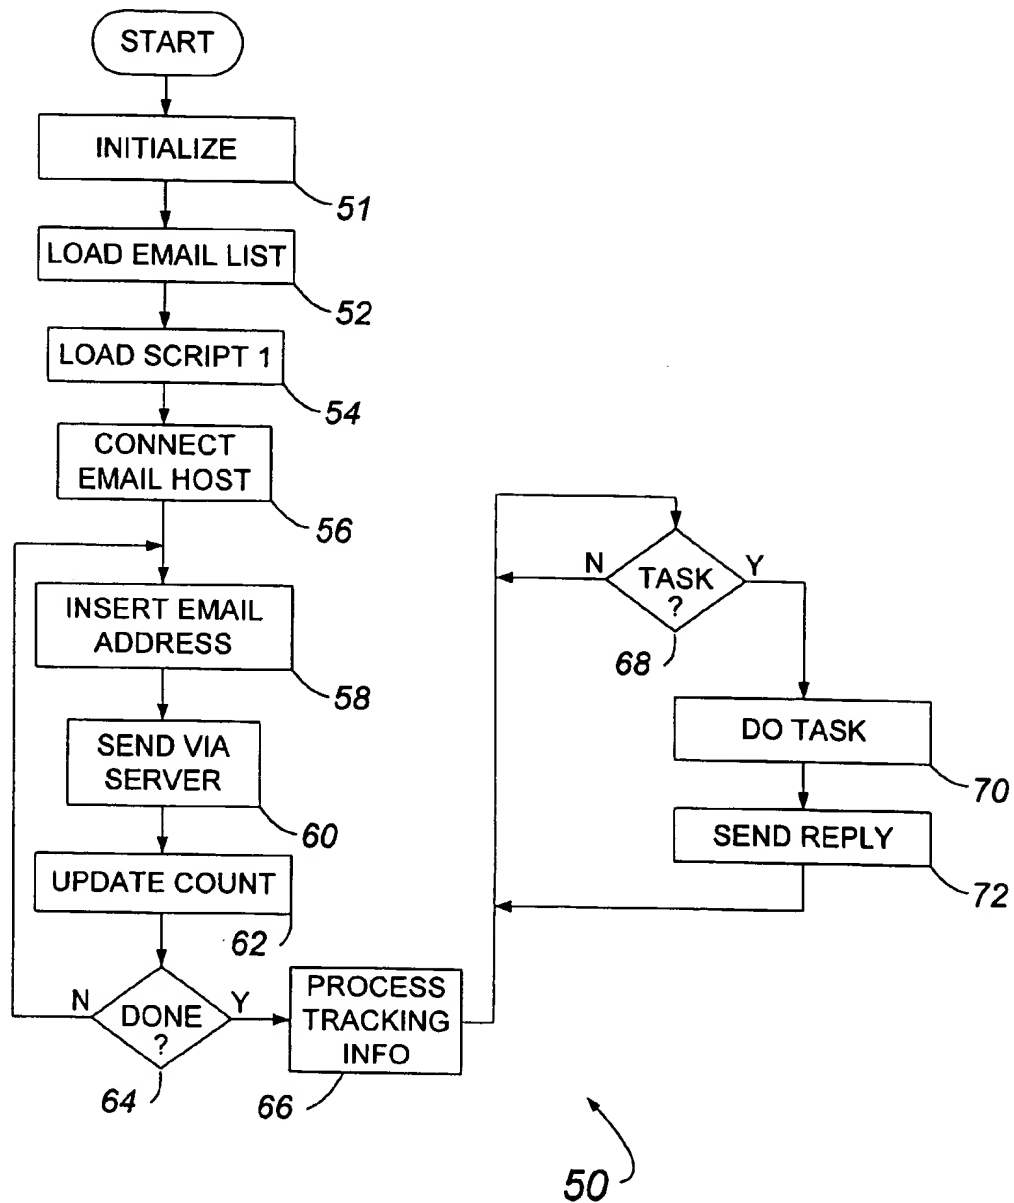 START
INITIALIZE
51
LOAD EMAIL LIST
52
LOAD SCRIPT 1
54
CONNECT
EMAIL HOST
56
INSERT EMAIL
ADDRESS
58
SEND VIA
SERVER
60
UPDATE COUNT
62
N
DONE
?
Y
64
PROCESS
TRACKING
INFO
66
N
TASK
?
Y
68
DO TASK
70
SEND REPLY
72
50